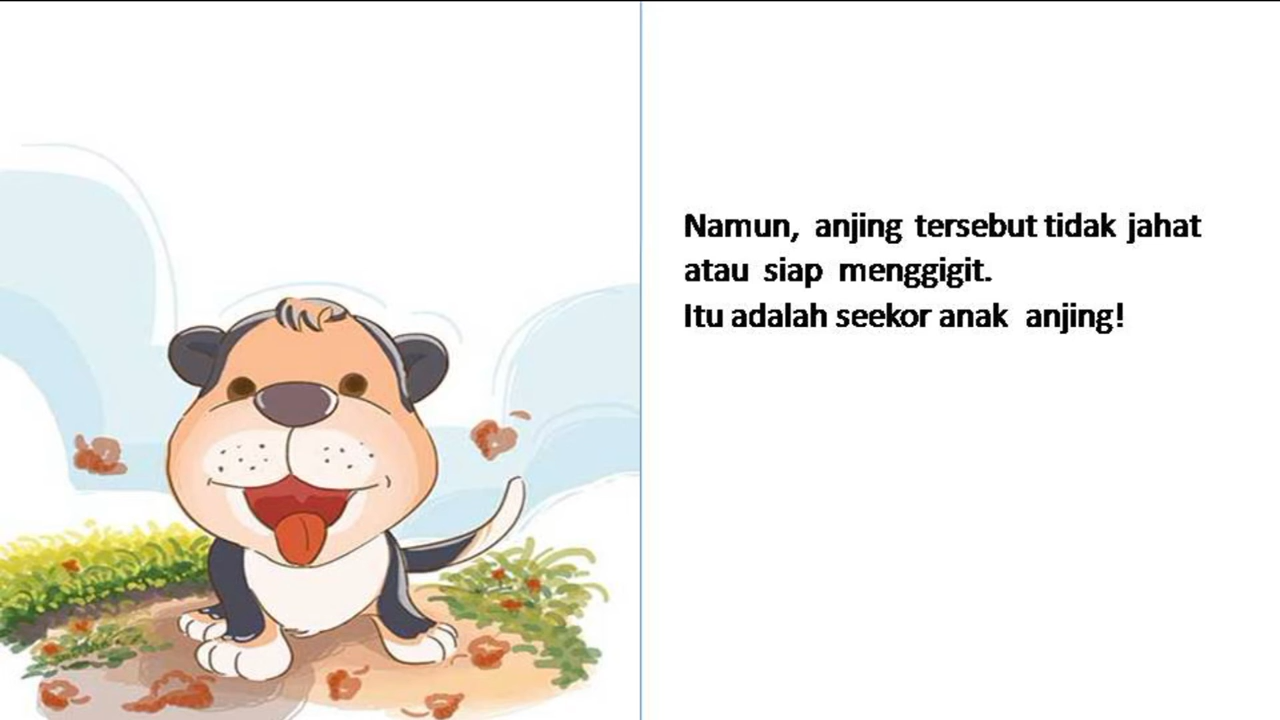 Namun, anjing tersebut tidak jahat
atau siap menggigit.
Itu adalah seekor anak anjing!